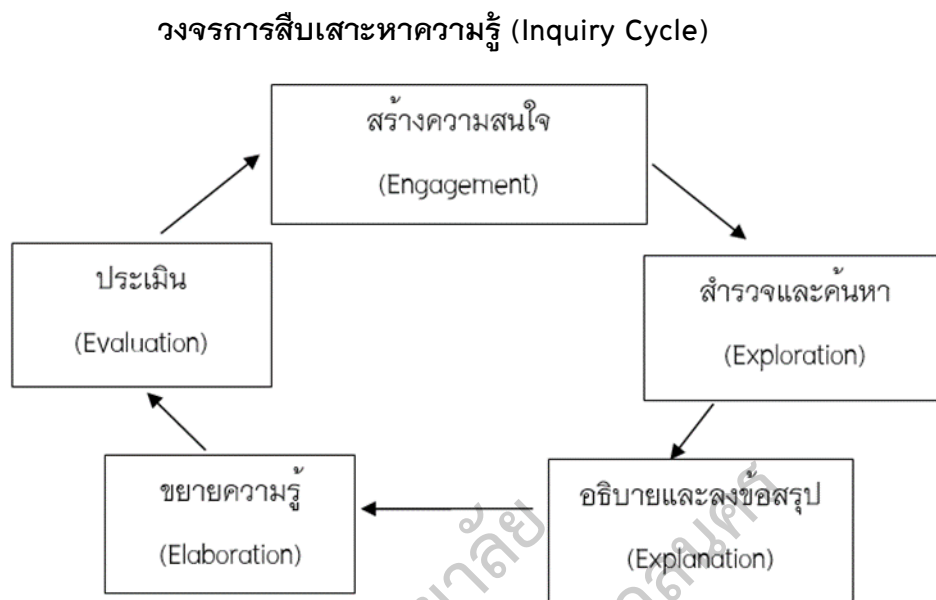 วงจรการสืบเสาะหาความรู้ (Inquiry Cycle)
สร้างความสนใจ
(Engagement)
สำรวจและค้นหา
(Exploration)
อธิบายและลงข้อสรุป
(Explanation)
ขยายความรู้
(Elaboration)
ประเมิน
(Evaluation)